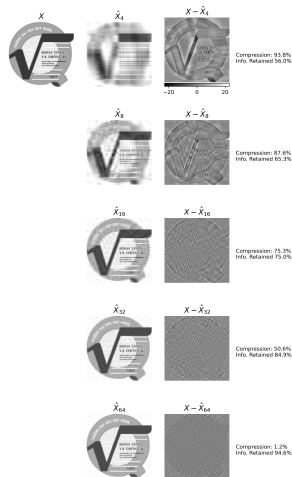 X
X̂₄
X − X̂₄
−20 0 20
Compression: 93.8%
Info. Retained 56.0%
X̂₈
X − X̂₈
Compression: 87.6%
Info. Retained 65.3%
X̂₁₆
X − X̂₁₆
Compression: 75.3%
Info. Retained 75.0%
X̂₃₂
X − X̂₃₂
Compression: 50.6%
Info. Retained 84.9%
X̂₆₄
X − X̂₆₄
Compression: 1.2%
Info. Retained 94.6%